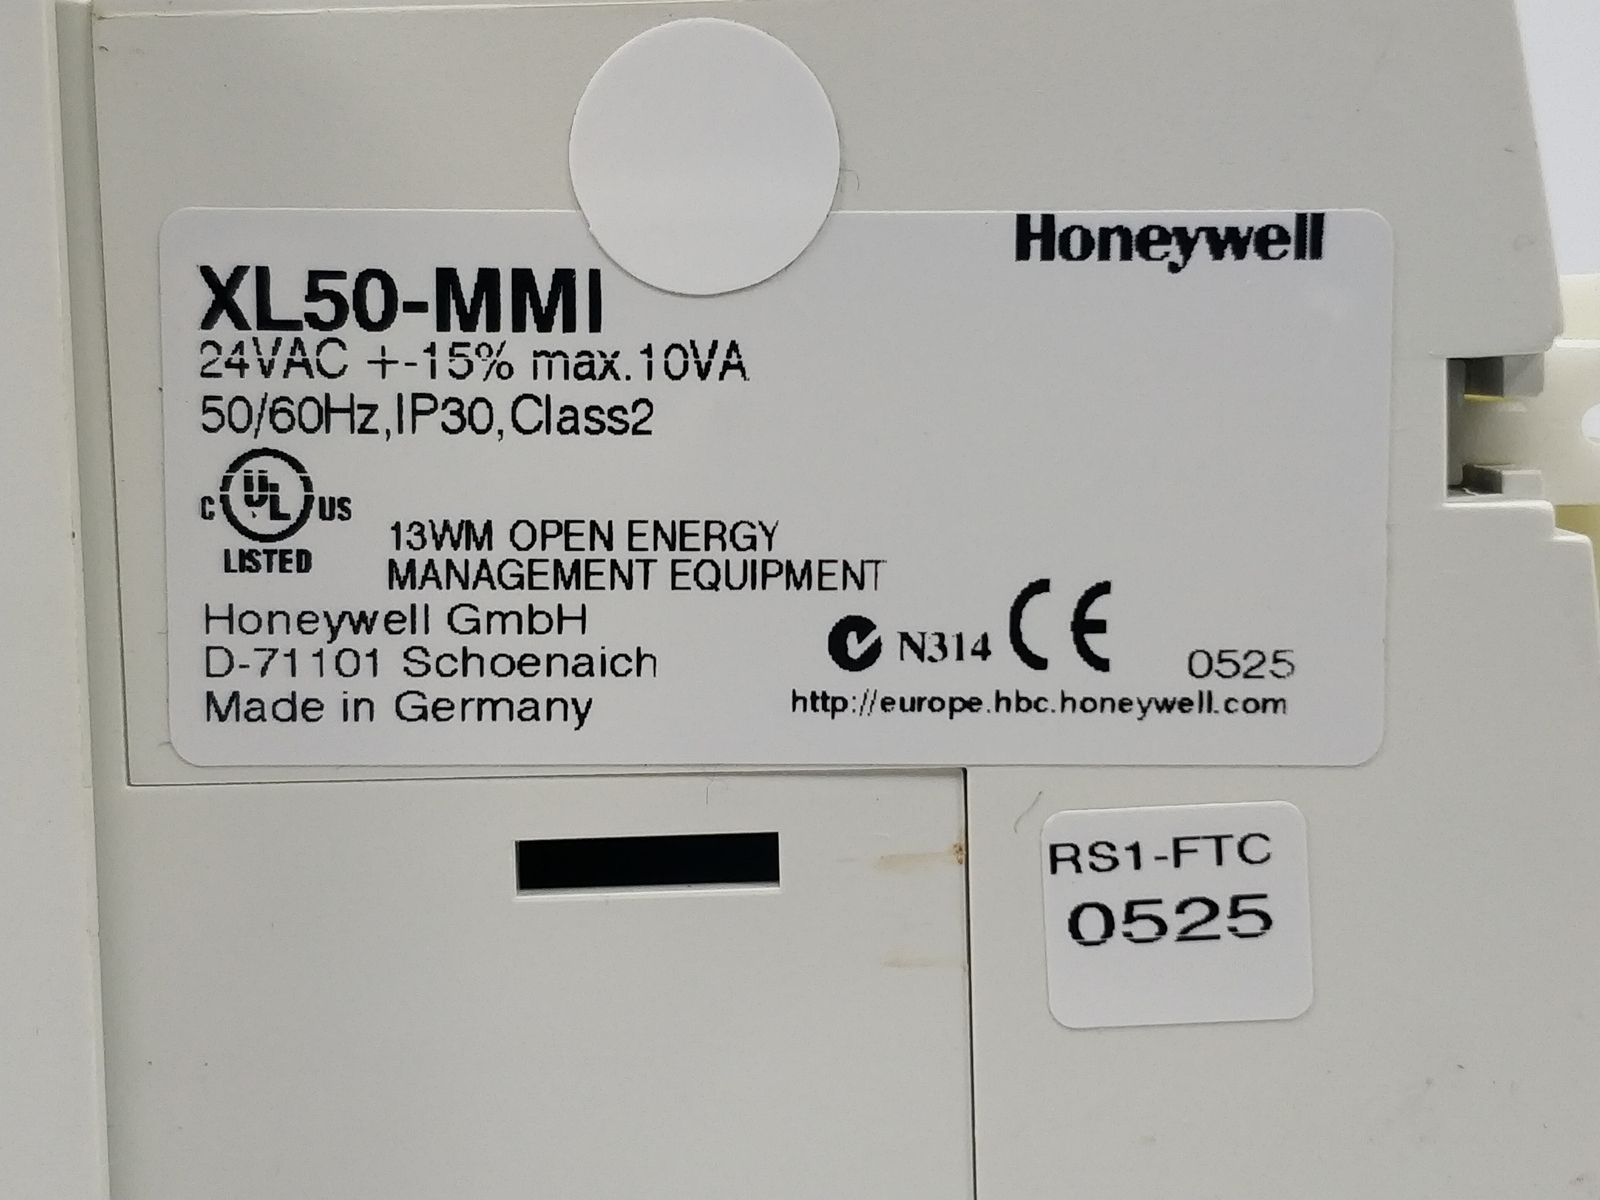 Honeywell
XL50-MMI
24VAC +-15% max.10VA
50/60Hz,IP30,Class2
C UL US
LISTED
13WM OPEN ENERGY
MANAGEMENT EQUIPMENT
Honeywell GmbH
D-71101 Schoenaich
Made in Germany
N314 CE 0525
http://europe.hbc.honeywell.com
RS1-FTC
0525